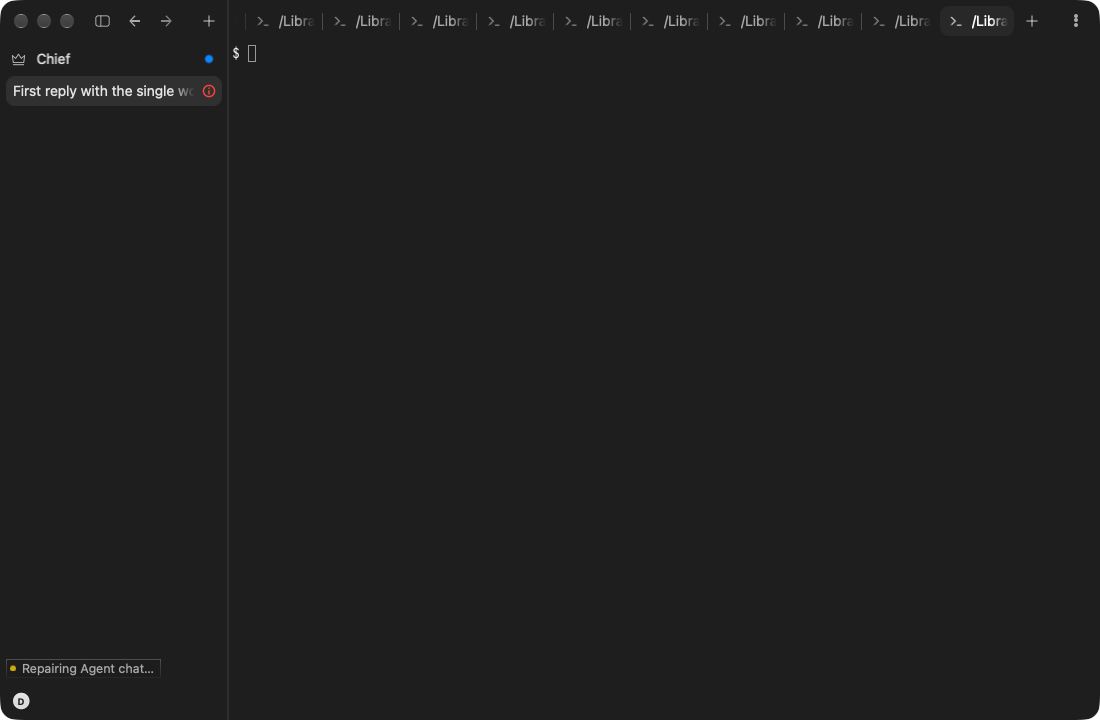 >_ /Libra >_ /Libra >_ /Libra >_ /Libra >_ /Libra >_ /Libra >_ /Libra >_ /Libra >_ /Libra >_ /Libra
Chief
First reply with the single wo
$
Repairing Agent chat...
D